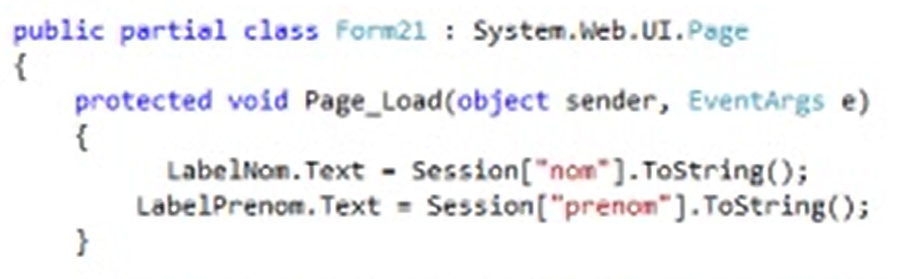 public partial class Form21 : System.Web.UI.Page
{
protected void Page_Load(object sender, EventArgs e)
{
LabelNom.Text = Session["nom"].ToString();
LabelPrenom.Text = Session["prenom"].ToString();
}